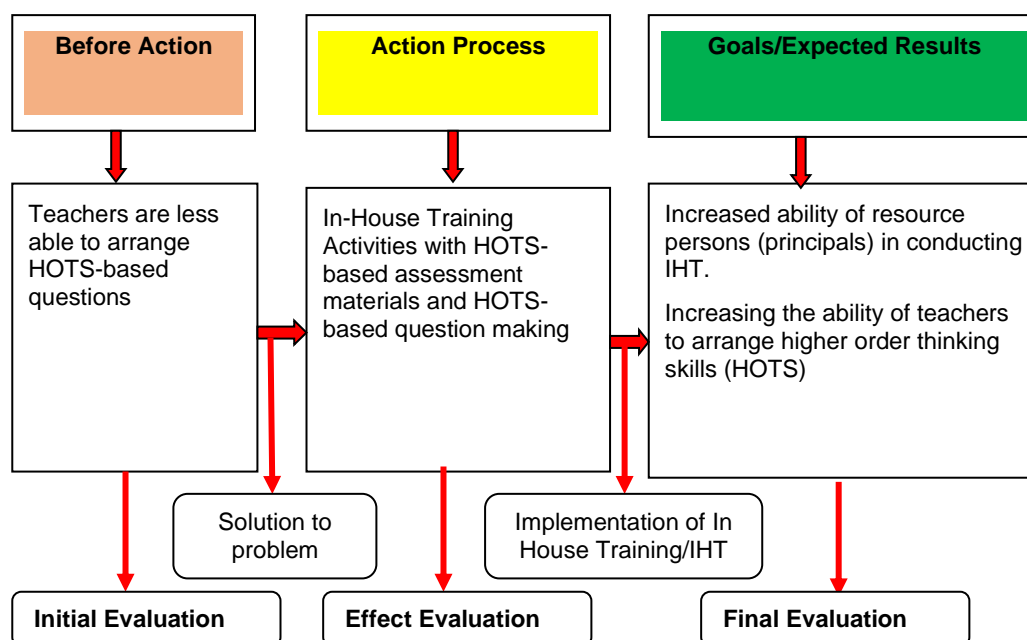 Before Action
Action Process
Goals/Expected Results
Teachers are less
able to arrange
HOTS-based
questions
In-House Training
Activities with HOTS-
based assessment
materials and HOTS-
based question making
Increased ability of resource
persons (principals) in conducting
IHT.
Increasing the ability of teachers
to arrange higher order thinking
skills (HOTS)
Solution to
problem
Implementation of In
House Training/IHT
Initial Evaluation
Effect Evaluation
Final Evaluation